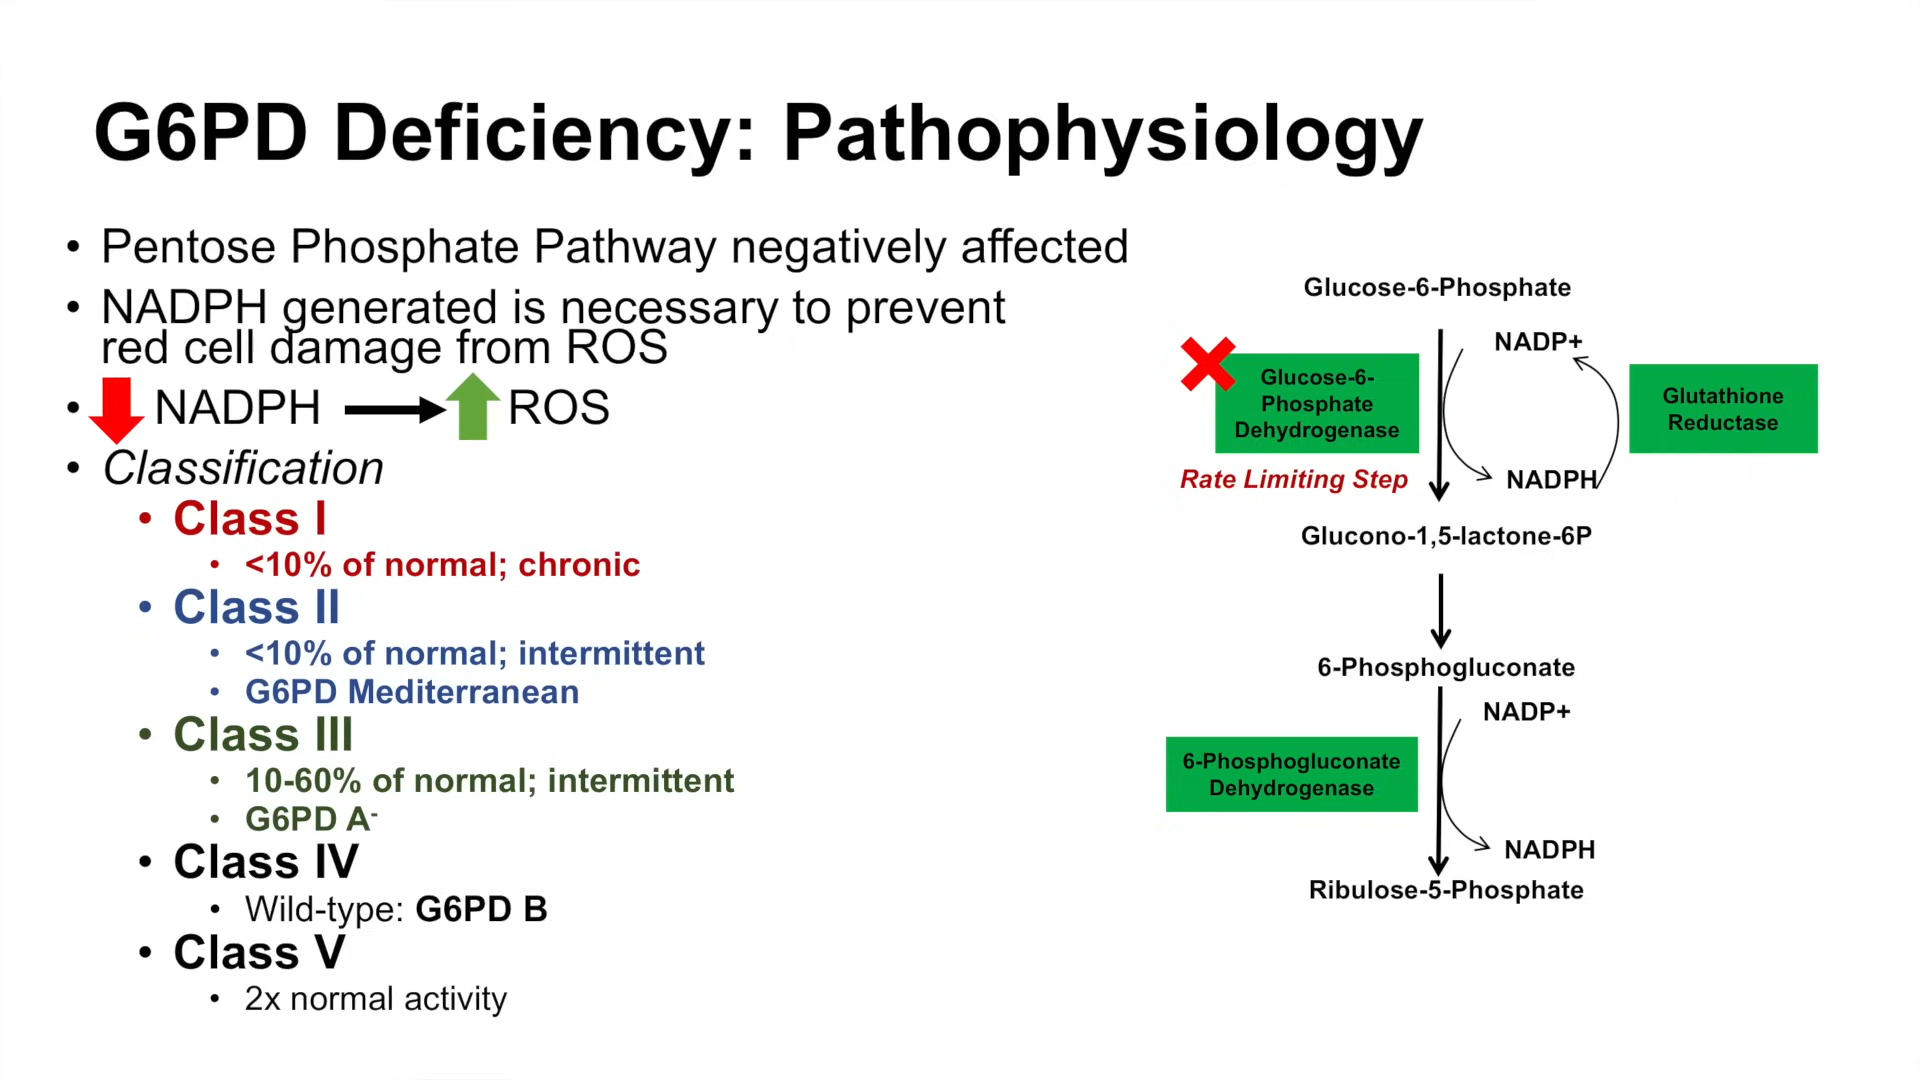 G6PD Deficiency: Pathophysiology
• Pentose Phosphate Pathway negatively affected
• NADPH generated is necessary to prevent
red cell damage from ROS
• NADPH ROS
• Classification
• Class I
• <10% of normal; chronic
• Class II
• <10% of normal; intermittent
• G6PD Mediterranean
• Class III
• 10-60% of normal; intermittent
• G6PD A-
• Class IV
• Wild-type: G6PD B
• Class V
• 2x normal activity
Glucose-6-Phosphate
NADP+
Glucose-6-
Phosphate
Dehydrogenase
Glutathione
Reductase
Rate Limiting Step
NADPH
Glucono-1,5-lactone-6P
6-Phosphogluconate
NADP+
6-Phosphogluconate
Dehydrogenase
NADPH
Ribulose-5-Phosphate